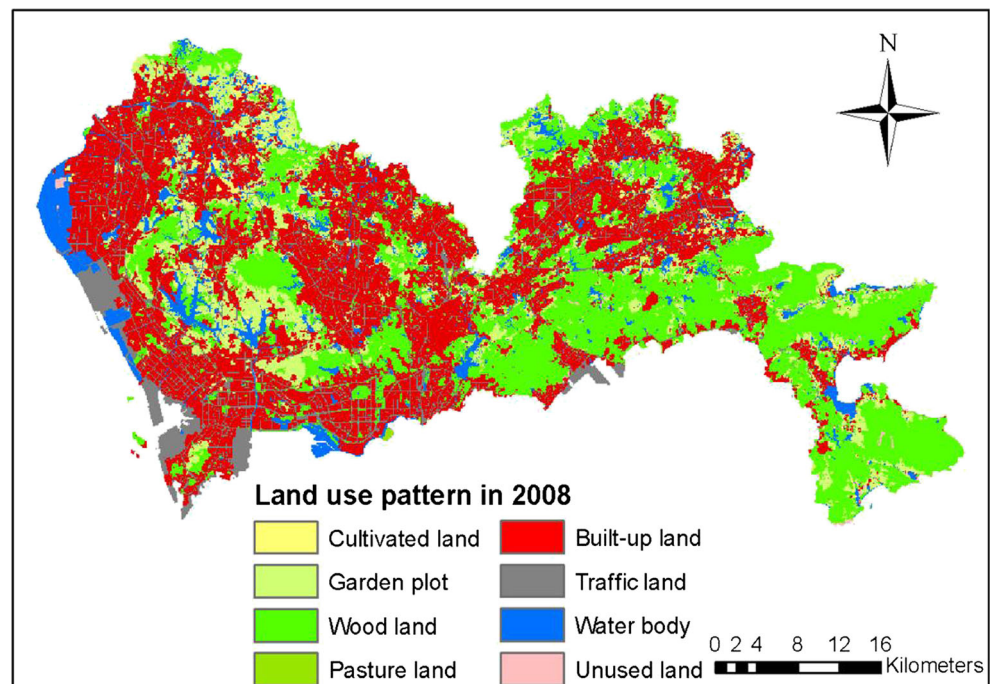 N
Land use pattern in 2008
Cultivated land
Built-up land
Garden plot
Traffic land
Wood land
Water body
Pasture land
Unused land
0 2 4 8 12 16
Kilometers